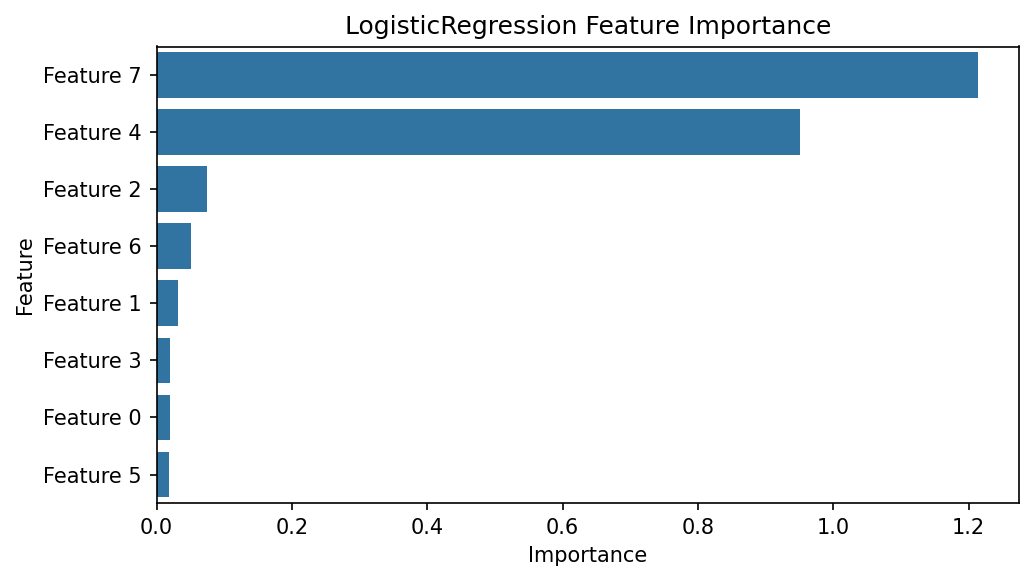 LogisticRegression Feature Importance
Feature 7
Feature 4
Feature 2
Feature 6
Feature 1
Feature 3
Feature 0
Feature 5
Feature
0.0 0.2 0.4 0.6 0.8 1.0 1.2
Importance